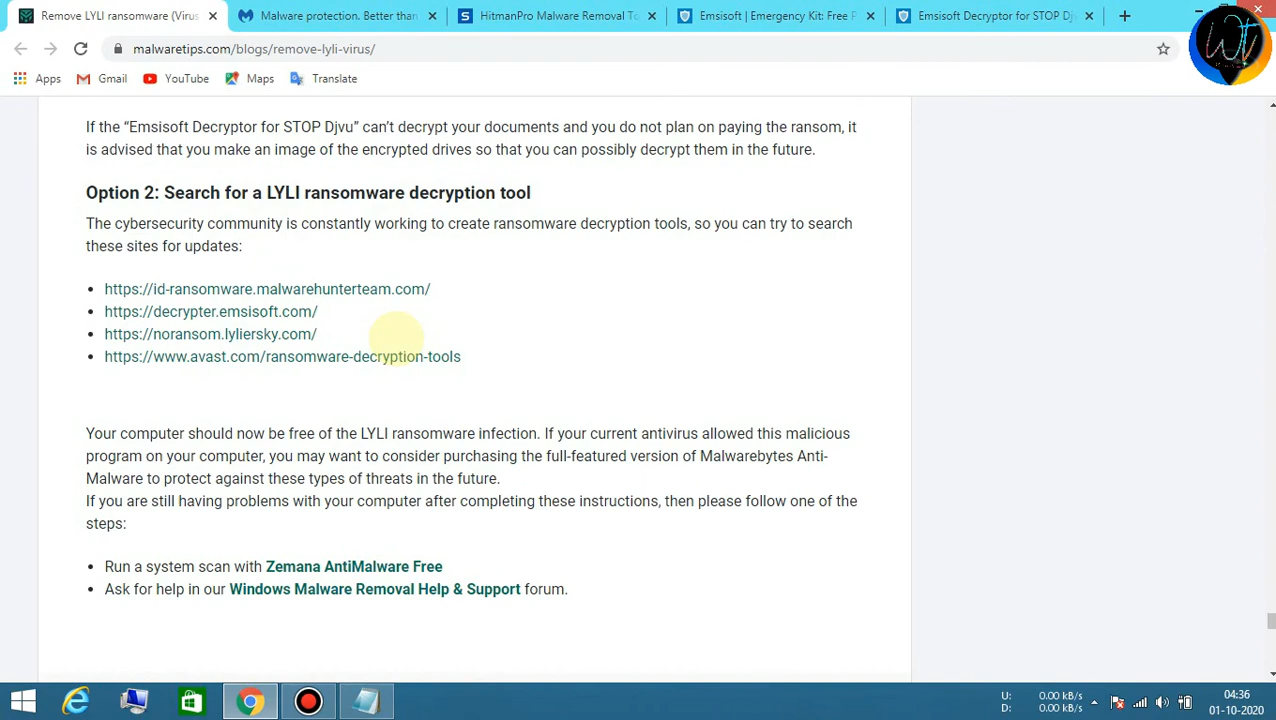 Remove LYLI ransomware (Virus
Malware protection. Better than
HitmanPro Malware Removal To
Emsisoft | Emergency Kit: Free P
Emsisoft Decryptor for STOP Djv
malwaretips.com/blogs/remove-lyli-virus/
Apps
Gmail
YouTube
Maps
Translate
If the “Emsisoft Decryptor for STOP Djvu” can’t decrypt your documents and you do not plan on paying the ransom, it
is advised that you make an image of the encrypted drives so that you can possibly decrypt them in the future.
Option 2: Search for a LYLI ransomware decryption tool
The cybersecurity community is constantly working to create ransomware decryption tools, so you can try to search
these sites for updates:
• https://id-ransomware.malwarehunterteam.com/
• https://decrypter.emsisoft.com/
• https://noransom.lyliersky.com/
• https://www.avast.com/ransomware-decryption-tools
Your computer should now be free of the LYLI ransomware infection. If your current antivirus allowed this malicious
program on your computer, you may want to consider purchasing the full-featured version of Malwarebytes Anti-
Malware to protect against these types of threats in the future.
If you are still having problems with your computer after completing these instructions, then please follow one of the
steps:
• Run a system scan with Zemana AntiMalware Free
• Ask for help in our Windows Malware Removal Help & Support forum.
U: 0.00 kB/s
D: 0.00 kB/s
04:36
01-10-2020